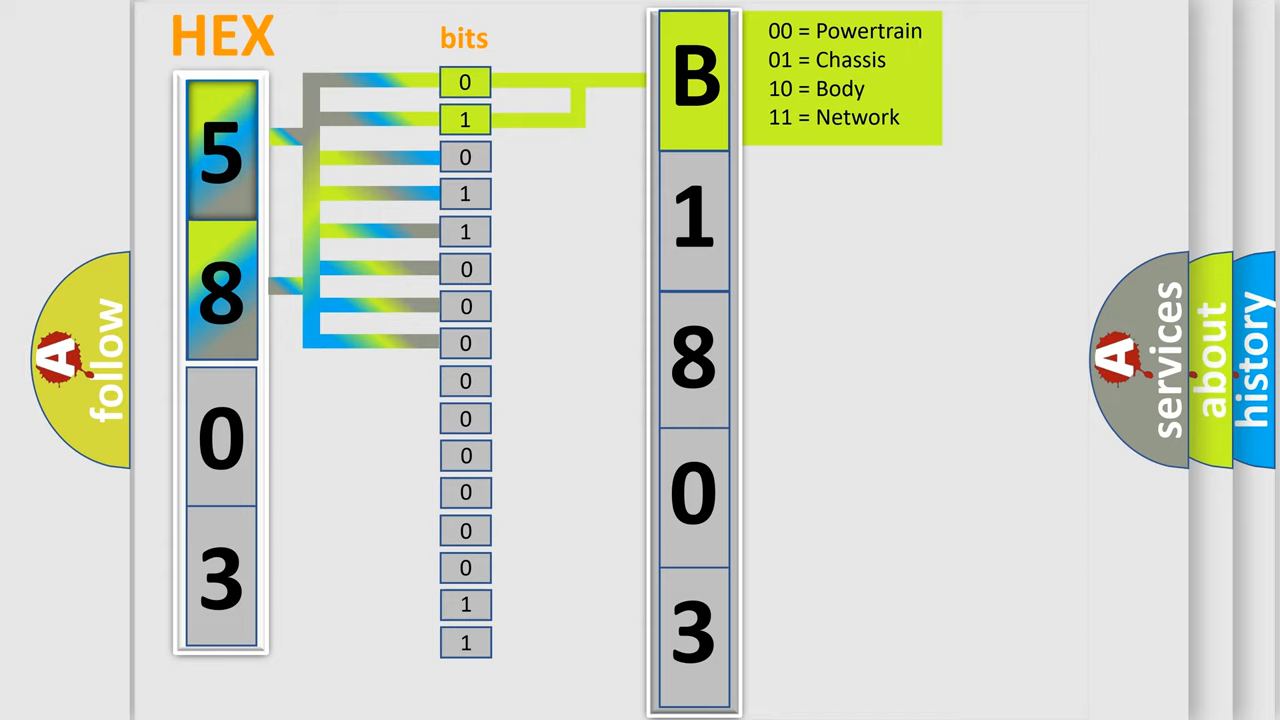 HEX
bits
5
8
0
3
0
1
0
1
1
0
0
0
0
0
0
0
0
0
1
1
B
1
8
0
3
00 = Powertrain
01 = Chassis
10 = Body
11 = Network
A
follow
A
services
about
history